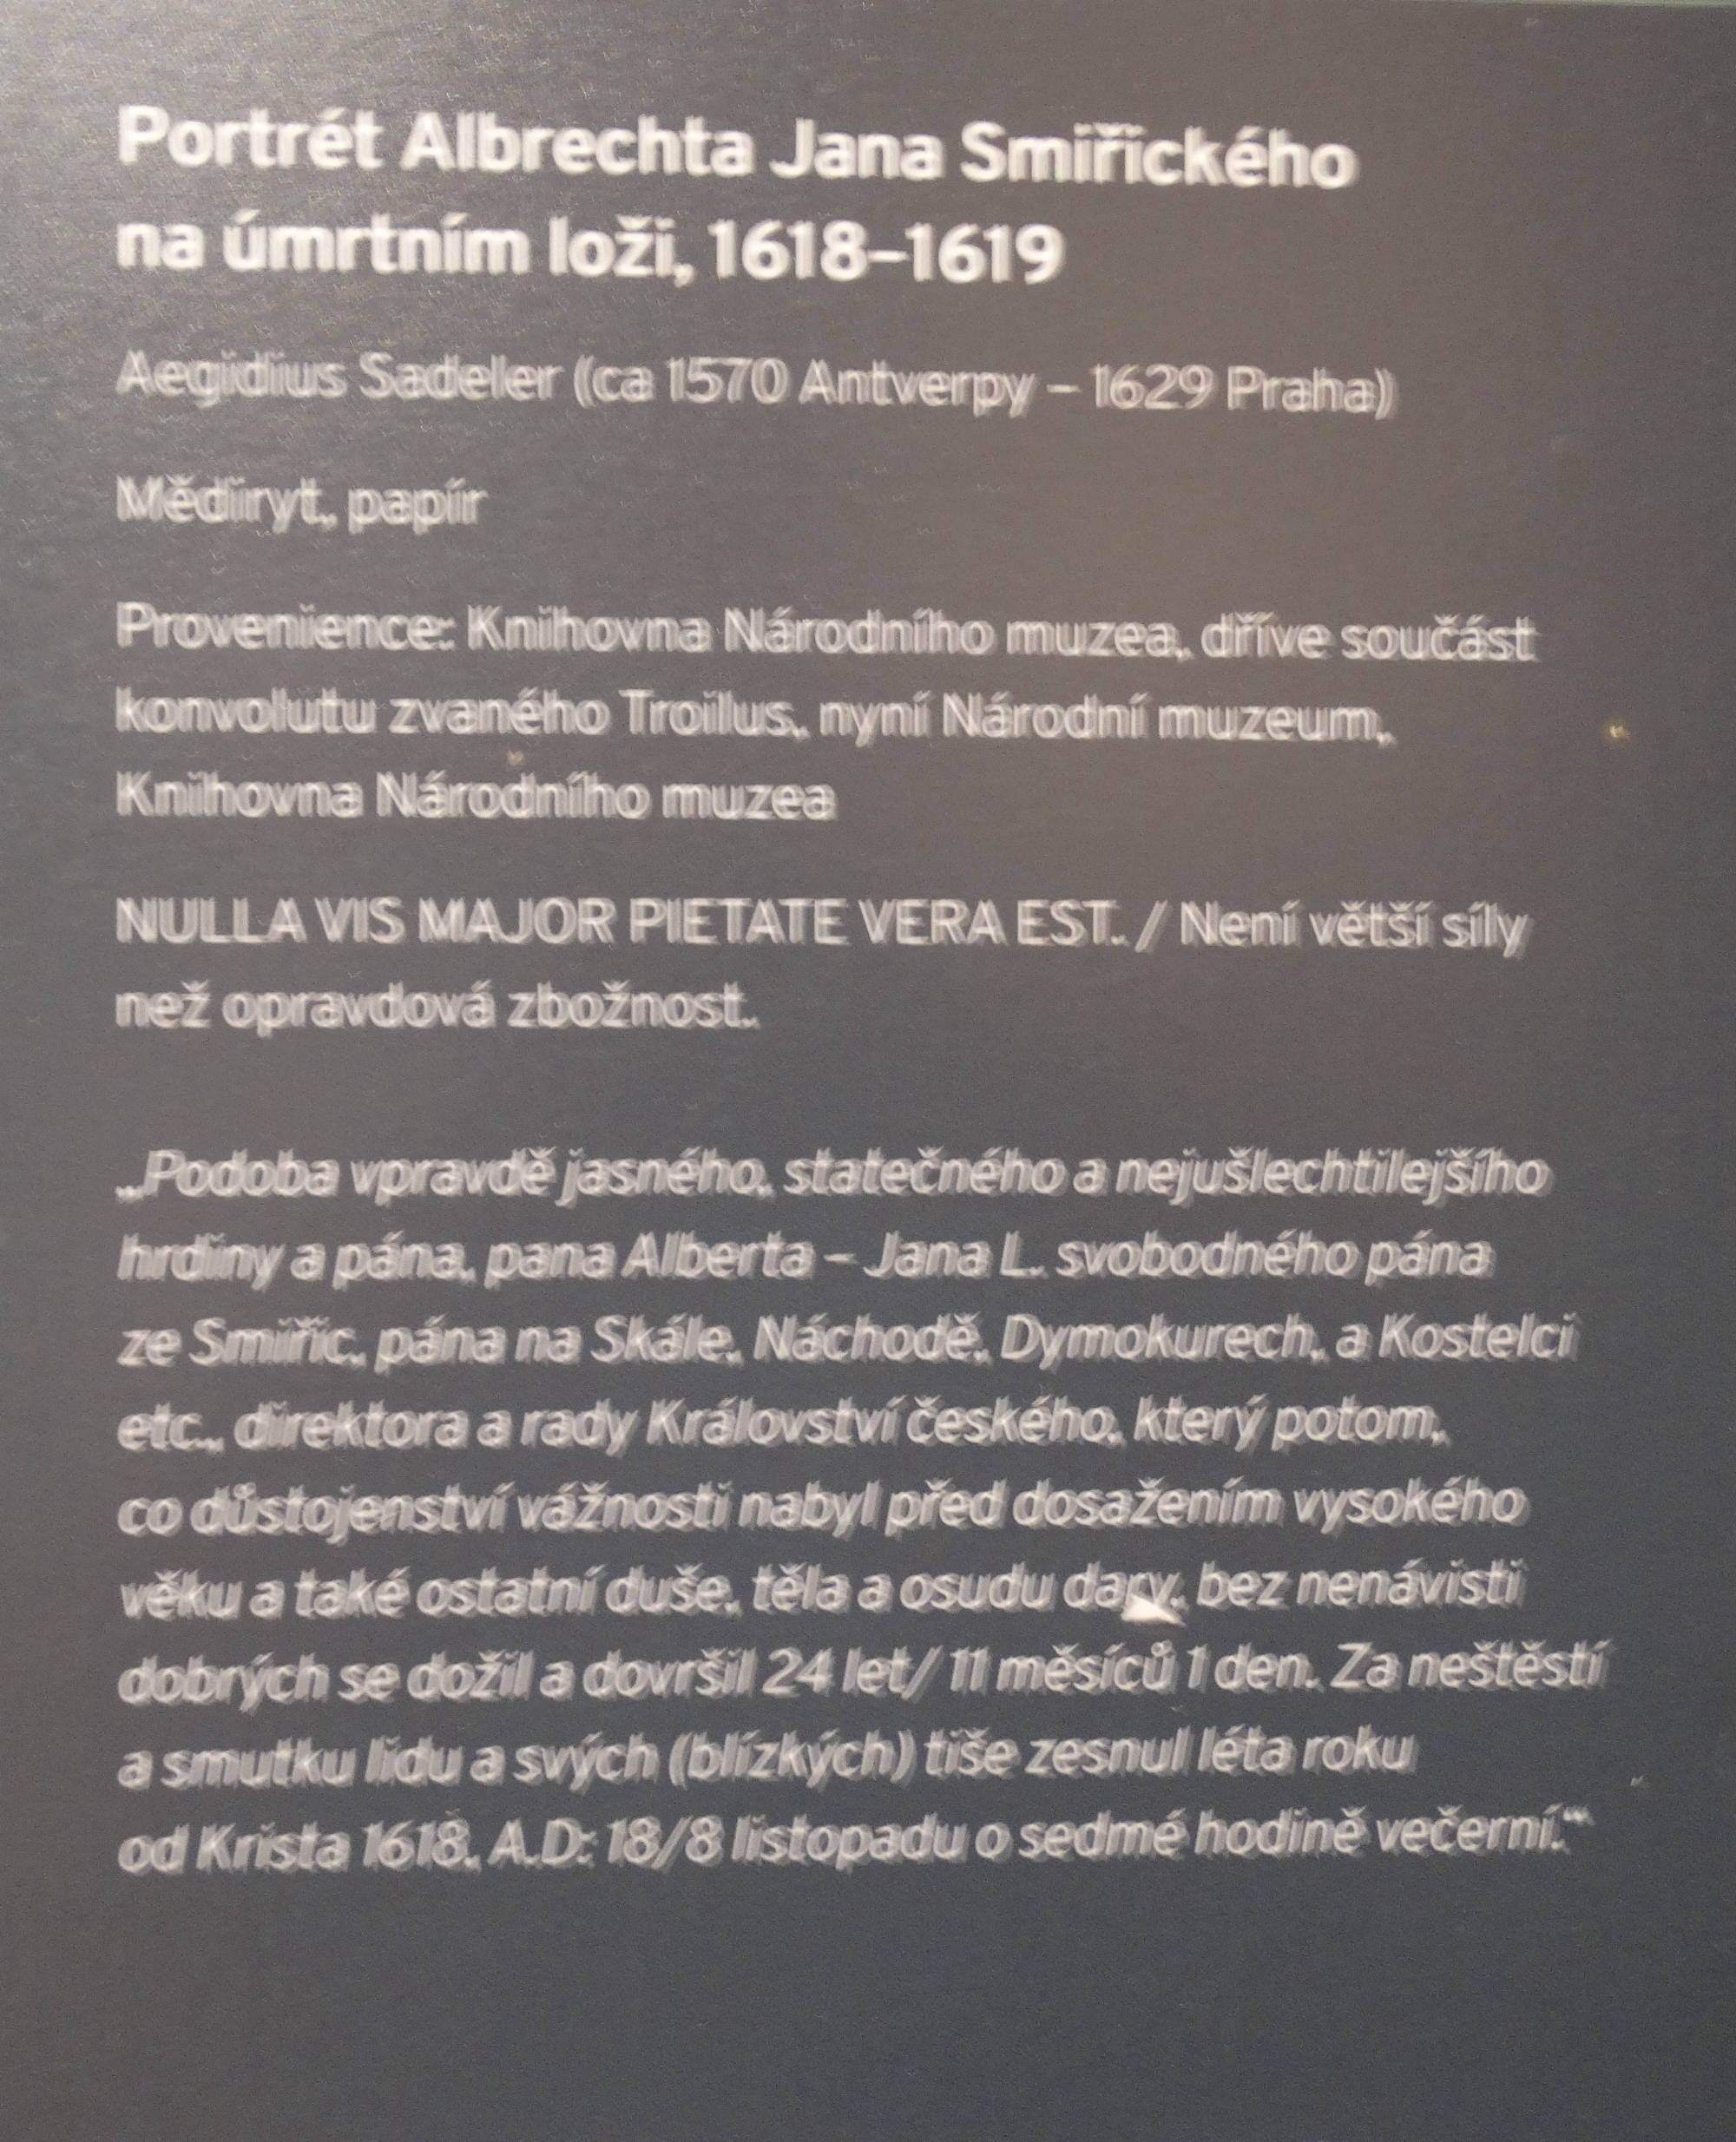 Portrét Albrechta Jana Smiřického
na úmrtním loži, 1618–1619
Aegidius Sadeler (ca 1570 Antverpy – 1629 Praha)
Mědiryt, papír
Provenience: Knihovna Národního muzea, dříve součást
konvolutu zvaného Troilus, nyní Národní muzeum,
Knihovna Národního muzea
NULLA VIS MAJOR PIETATE VERA EST. / Není větší síly
než opravdová zbožnost.
„Podoba vpravdě jasného, statečného a nejušlechtilejšího
hrdiny a pána, pana Alberta – Jana L. svobodného pána
ze Smiřic, pána na Skále, Náchodě, Dymokurech, a Kostelci
etc., direktora a rady Království českého, který potom,
co důstojenství vážnosti nabyl před dosažením vysokého
věku a také ostatní duše, těla a osudu dary, bez nenávisti
dobrých se dožil a dovršil 24 let/ 11 měsíců 1 den. Za neštěstí
a smutku lidu a svých (blízkých) tiše zesnul léta roku
od Krista 1618, A.D: 18/8 listopadu o sedmé hodině večerní.“